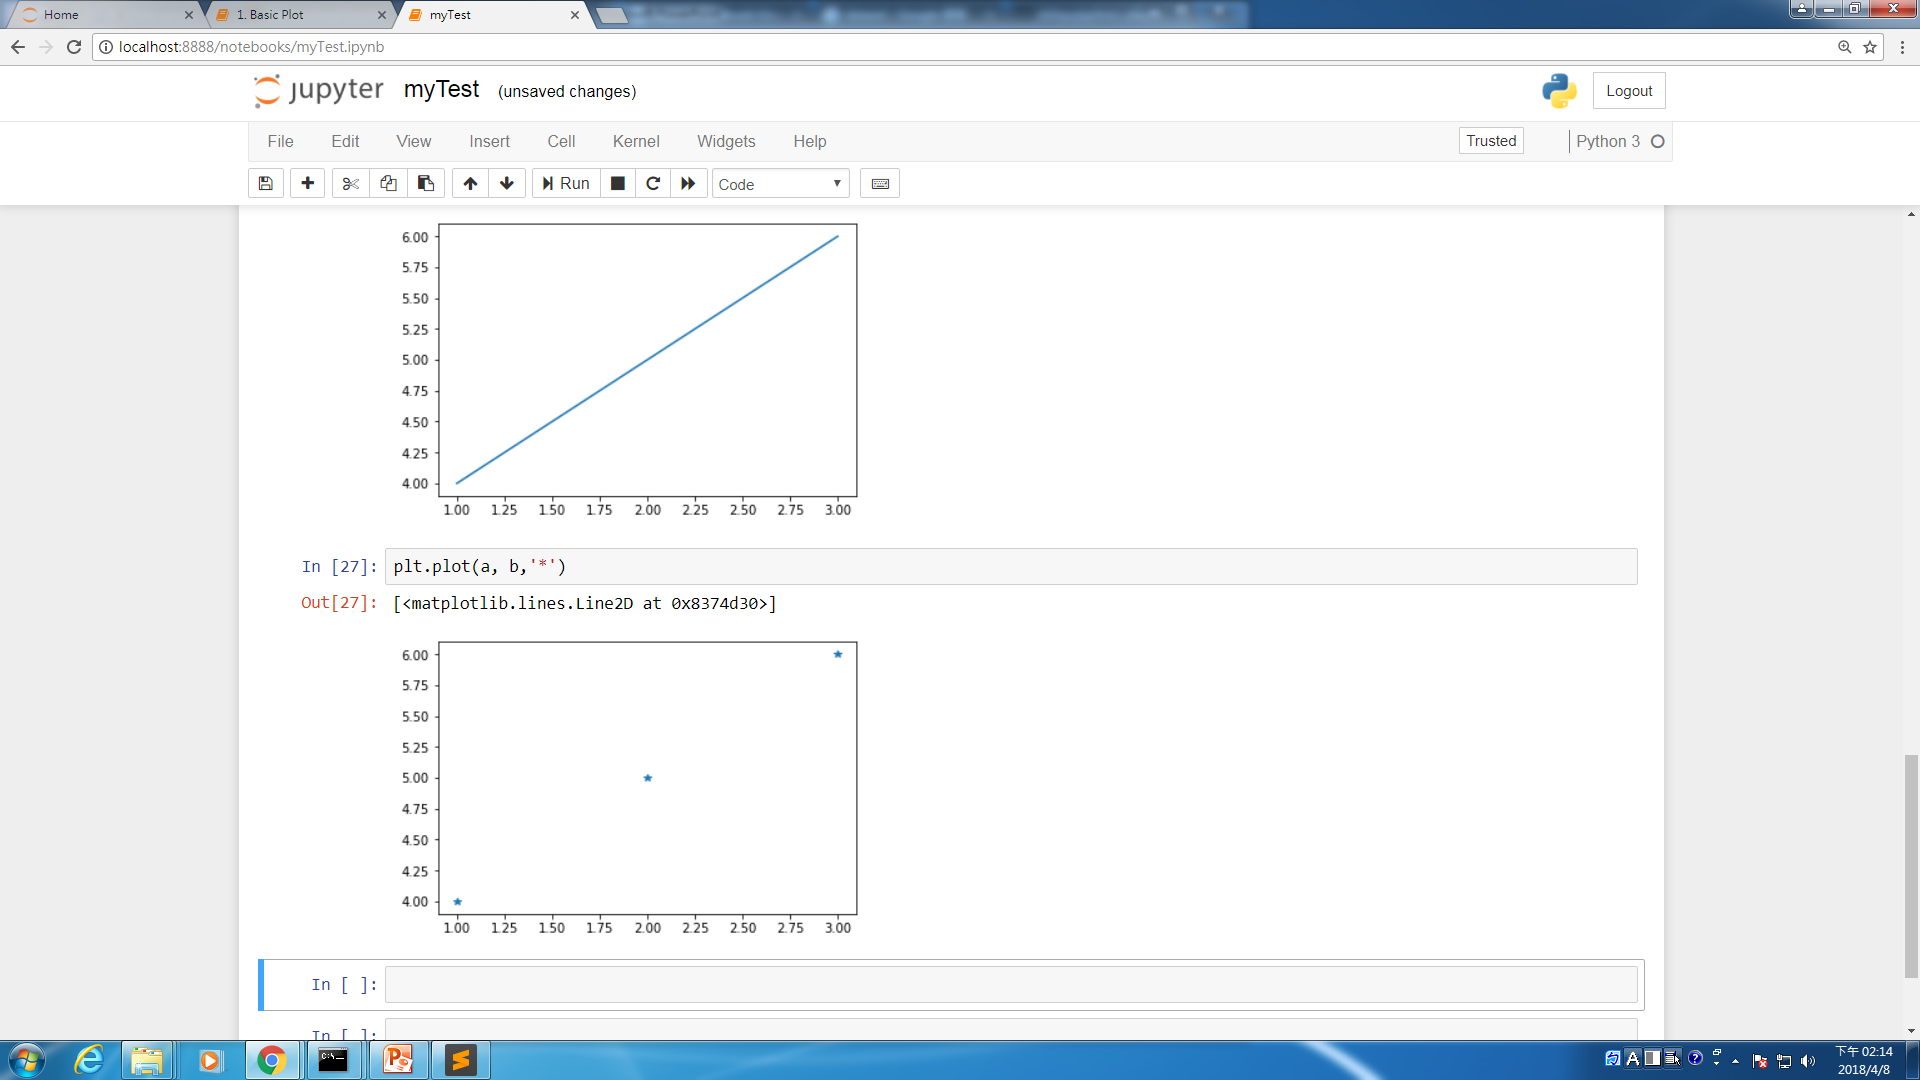 Home
1. Basic Plot
myTest
localhost:8888/notebooks/myTest.ipynb
jupyter myTest (unsaved changes)
Logout
File Edit View Insert Cell Kernel Widgets Help
Trusted
Python 3
Run
Code
6.00
5.75
5.50
5.25
5.00
4.75
4.50
4.25
4.00
1.00 1.25 1.50 1.75 2.00 2.25 2.50 2.75 3.00
In [27]: plt.plot(a, b,'*')
Out[27]: [<matplotlib.lines.Line2D at 0x8374d30>]
6.00
5.75
5.50
5.25
5.00
4.75
4.50
4.25
4.00
1.00 1.25 1.50 1.75 2.00 2.25 2.50 2.75 3.00
In [ ]:
In [ ]:
C:\
A
下午 02:14
2018/4/8